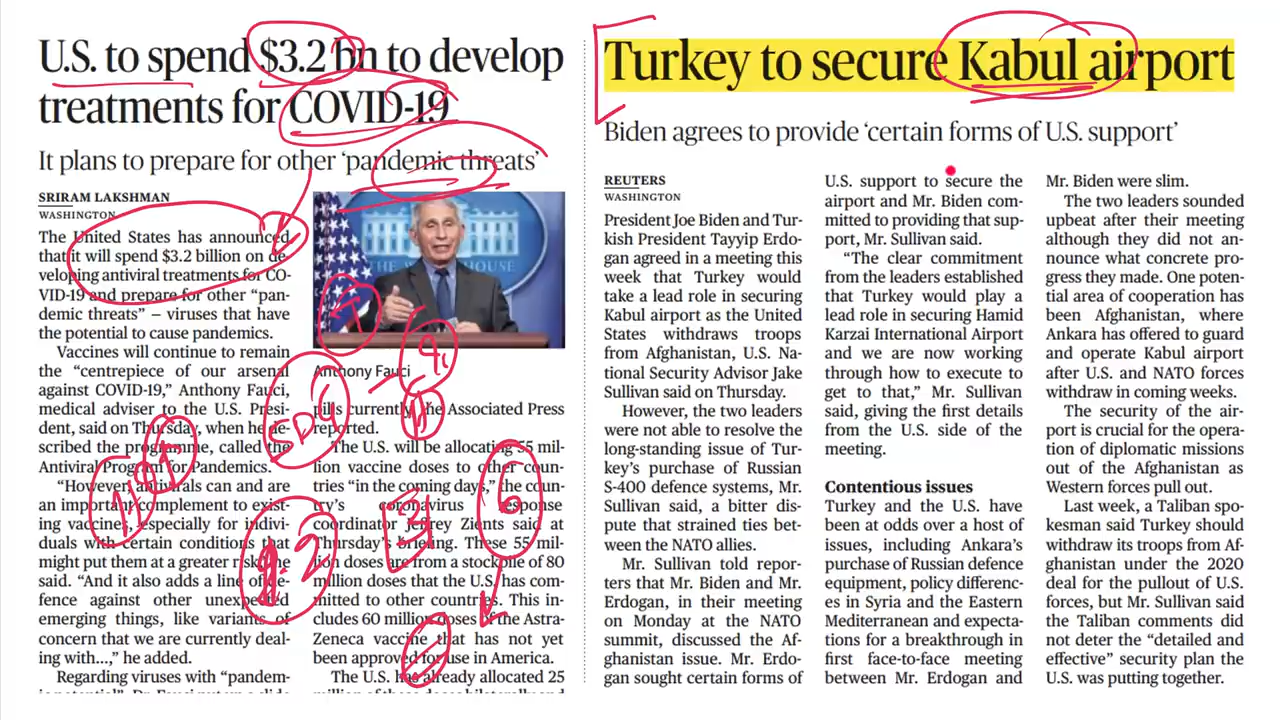 U.S. to spend $3.2 bn to develop
treatments for COVID-19
It plans to prepare for other ‘pandemic threats’
SRIRAM LAKSHMAN
WASHINGTON
The United States has announced
that it will spend $3.2 billion on de-
veloping antiviral treatments for CO-
VID-19 and prepare for other “pan-
demic threats” – viruses that have
the potential to cause pandemics.
Vaccines will continue to remain
the “centrepiece of our arsenal
against COVID-19,” Anthony Fauci,
medical adviser to the U.S. Presi-
dent, said on Thursday, when he de-
scribed the programme, called the
Antiviral Program for Pandemics.
“However, antivirals can and are
an important complement to exist-
ing vaccines, especially for indivi-
duals with certain conditions that
might put them at a greater risk, he
said. “And it also adds a line of de-
fence against other unexpected
emerging things, like variants of
concern that we are currently deal-
ing with...,” he added.
Regarding viruses with “pandem-
THE WHITE HOUSE
Anthony Fauci
pills currently, the Associated Press
reported.
The U.S. will be allocating 55 mil-
lion vaccine doses to other coun-
tries “in the coming days,” the coun-
try’s coronavirus response
coordinator Jeffrey Zients said at
Thursday’s briefing. These 55 mil-
lion doses are from a stockpile of 80
million doses that the U.S. has com-
mitted to other countries. This in-
cludes 60 million doses of the Astra-
Zeneca vaccine that has not yet
been approved for use in America.
The U.S. has already allocated 25
Turkey to secure Kabul airport
Biden agrees to provide ‘certain forms of U.S. support’
REUTERS
WASHINGTON
President Joe Biden and Tur-
kish President Tayyip Erdo-
gan agreed in a meeting this
week that Turkey would
take a lead role in securing
Kabul airport as the United
States withdraws troops
from Afghanistan, U.S. Na-
tional Security Advisor Jake
Sullivan said on Thursday.
However, the two leaders
were not able to resolve the
long-standing issue of Tur-
key’s purchase of Russian
S-400 defence systems, Mr.
Sullivan said, a bitter dis-
pute that strained ties bet-
ween the NATO allies.
Mr. Sullivan told repor-
ters that Mr. Biden and Mr.
Erdogan, in their meeting
on Monday at the NATO
summit, discussed the Af-
ghanistan issue. Mr. Erdo-
gan sought certain forms of
U.S. support to secure the
airport and Mr. Biden com-
mitted to providing that sup-
port, Mr. Sullivan said.
“The clear commitment
from the leaders established
that Turkey would play a
lead role in securing Hamid
Karzai International Airport
and we are now working
through how to execute to
get to that,” Mr. Sullivan
said, giving the first details
from the U.S. side of the
meeting.
Contentious issues
Turkey and the U.S. have
been at odds over a host of
issues, including Ankara’s
purchase of Russian defence
equipment, policy differenc-
es in Syria and the Eastern
Mediterranean and expecta-
tions for a breakthrough in
first face-to-face meeting
between Mr. Erdogan and
Mr. Biden were slim.
The two leaders sounded
upbeat after their meeting
although they did not an-
nounce what concrete pro-
gress they made. One poten-
tial area of cooperation has
been Afghanistan, where
Ankara has offered to guard
and operate Kabul airport
after U.S. and NATO forces
withdraw in coming weeks.
The security of the air-
port is crucial for the opera-
tion of diplomatic missions
out of the Afghanistan as
Western forces pull out.
Last week, a Taliban spo-
kesman said Turkey should
withdraw its troops from Af-
ghanistan under the 2020
deal for the pullout of U.S.
forces, but Mr. Sullivan said
the Taliban comments did
not deter the “detailed and
effective” security plan the
U.S. was putting together.